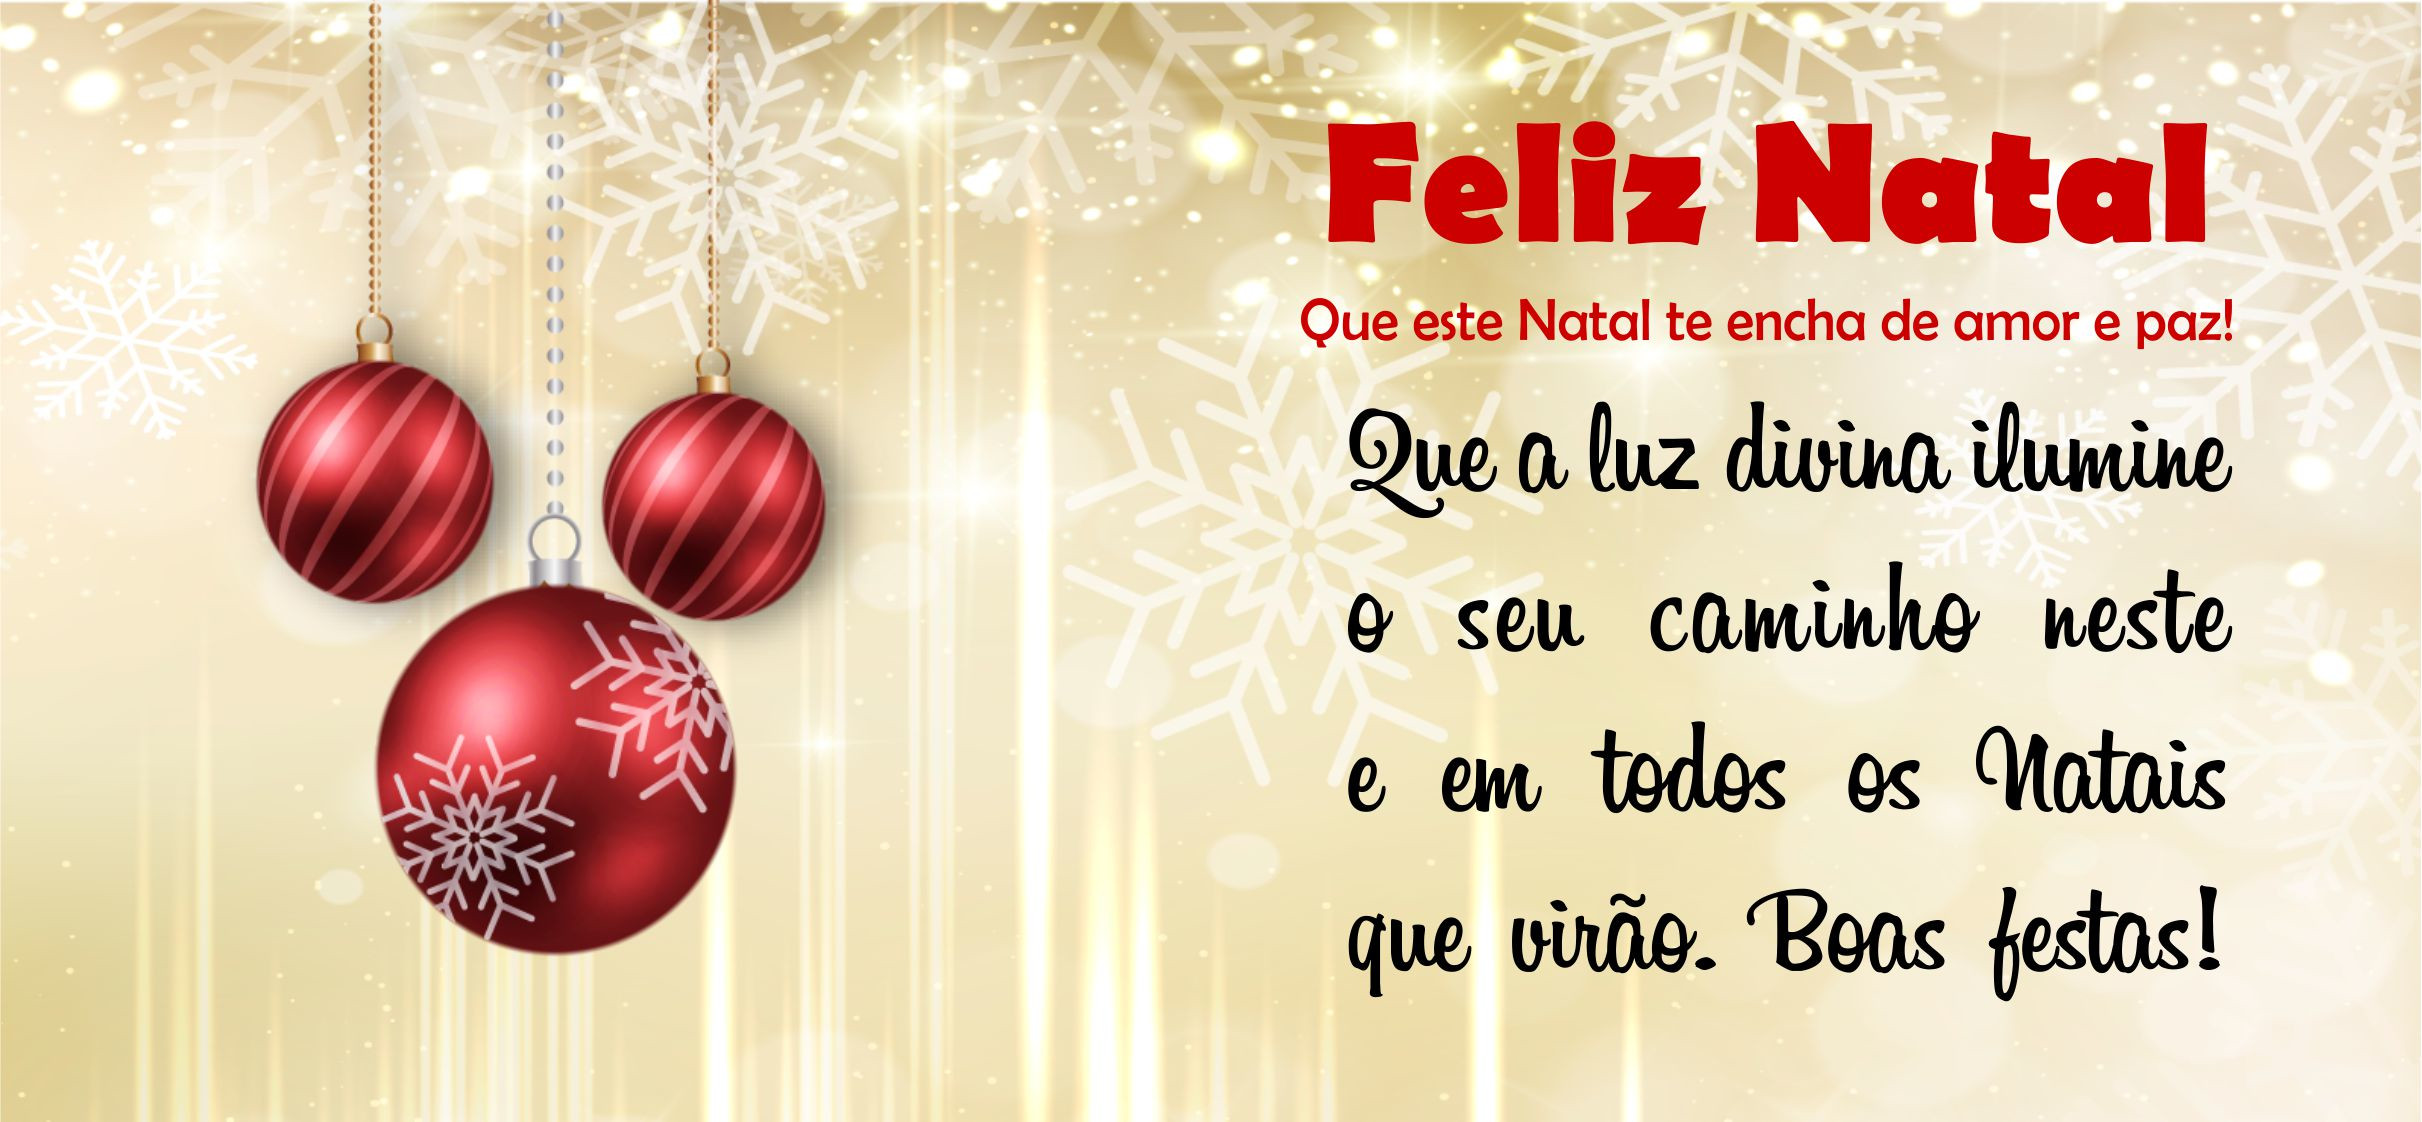 Feliz Natal
Que este Natal te encha de amor e paz!
Que a luz divina ilumine
o seu caminho neste
e em todos os Natais
que virão. Boas festas!